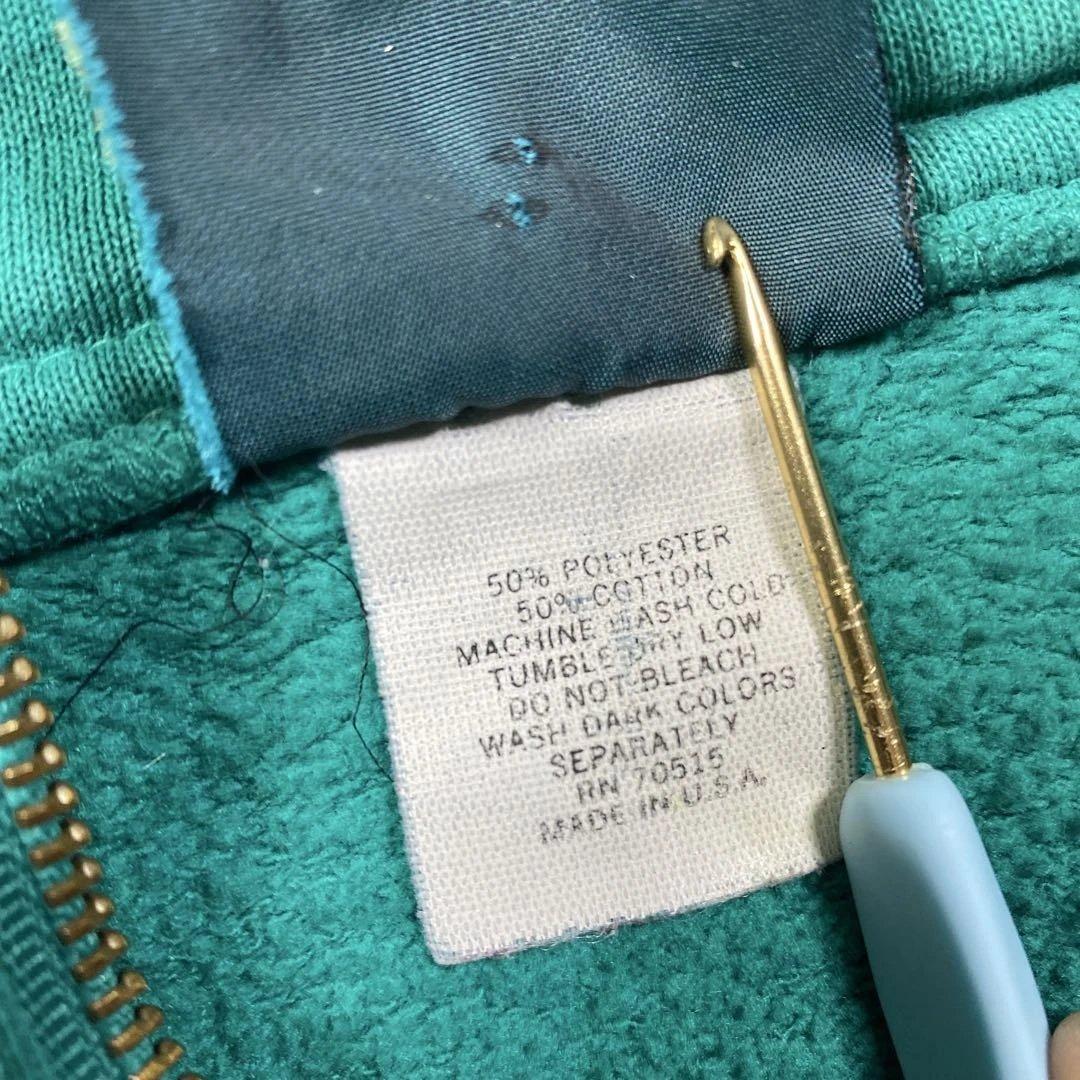 50% POLYESTER
50% COTTON
MACHINE WASH COLD
TUMBLE DRY LOW
DO NOT BLEACH
WASH DARK COLORS
SEPARATELY
RN 70515
MADE IN U.S.A.